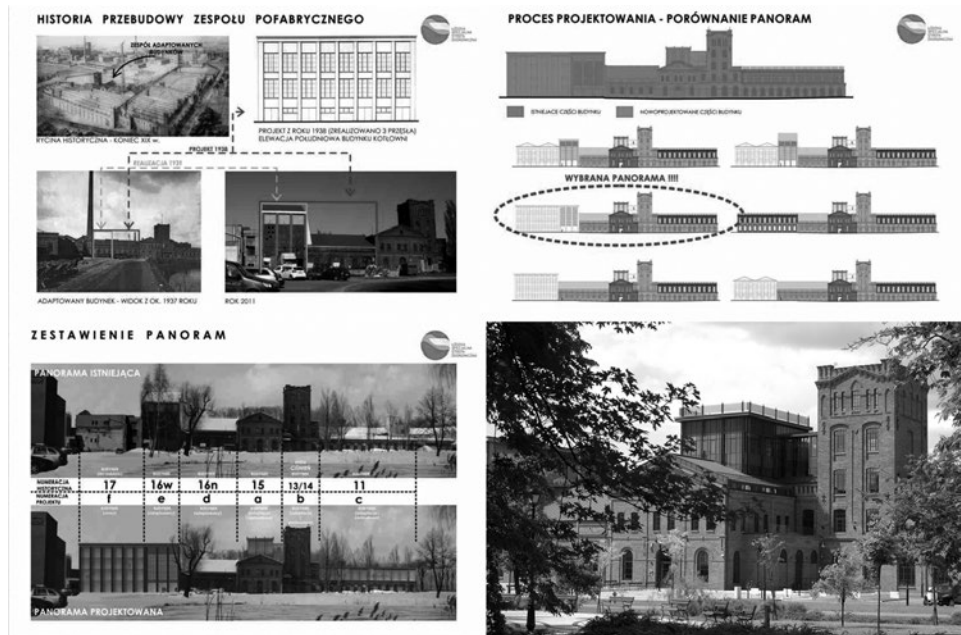 HISTORIA PRZEBUDOWY ZESPOŁU POFABRYCZNEGO
ZESPÓŁ ADAPTOWANYCH
BUDYNKÓW
RYCINA HISTORYCZNA - KONIEC XIX w.
PROJEKT Z ROKU 1938 (ZREALIZOWANO 3 PRZĘSŁA)
ELEWACJA POŁUDNIOWA BUDYNKU KOTŁOWNI
PROJEKT 1938
REALIZACJA 1939
ADAPTOWANY BUDYNEK - WIDOK Z OK. 1937 ROKU
ROK 2011
PROCES PROJEKTOWANIA - PORÓWNANIE PANORAM
ISTNIEJĄCE CZĘŚCI BUDYNKU
NOWOPROJEKTOWANE CZĘŚCI BUDYNKU
WYBRANA PANORAMA !!!!
ZESTAWIENIE PANORAM
PANORAMA ISTNIEJĄCA
NUMERACJA HISTORYCZNA
17 16w 16n 15 13/14 11
NUMERACJA PROJEKTU
f e d a b c
PANORAMA PROJEKTOWANA